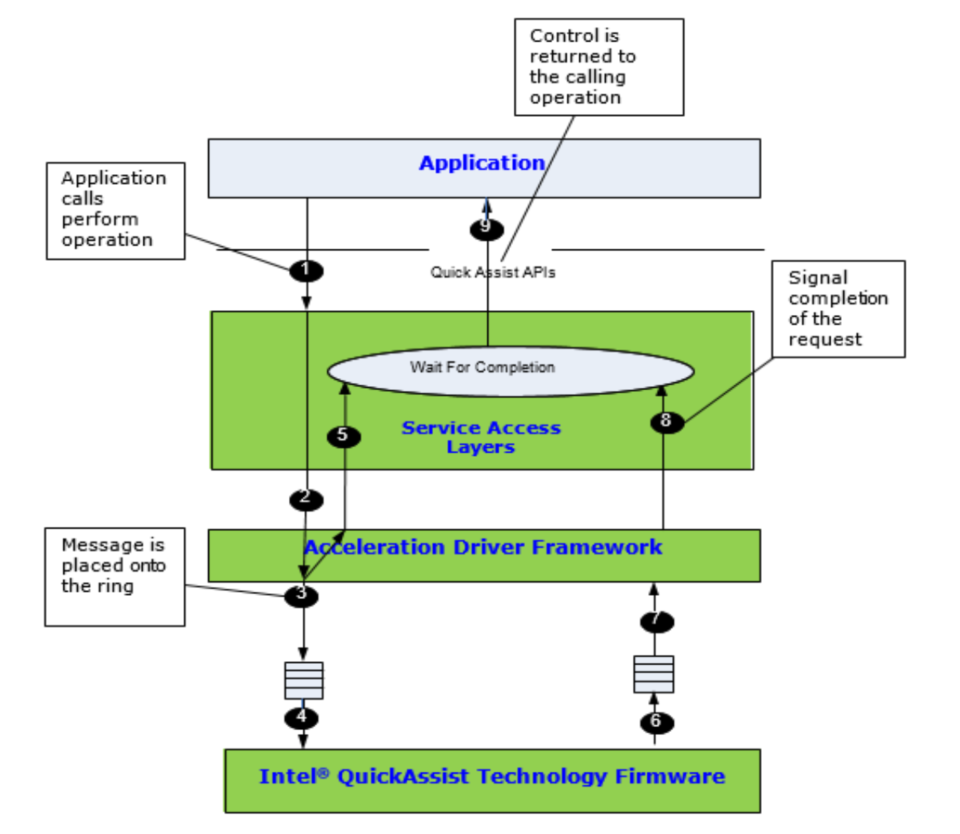 Control is
returned to
the calling
operation
Application
Application
calls
perform
operation
9
1
Quick Assist APIs
Signal
completion
of the
request
Wait For Completion
5
8
Service Access
Layers
2
Acceleration Driver Framework
Message is
placed onto
the ring
3
7
4
6
Intel® QuickAssist Technology Firmware